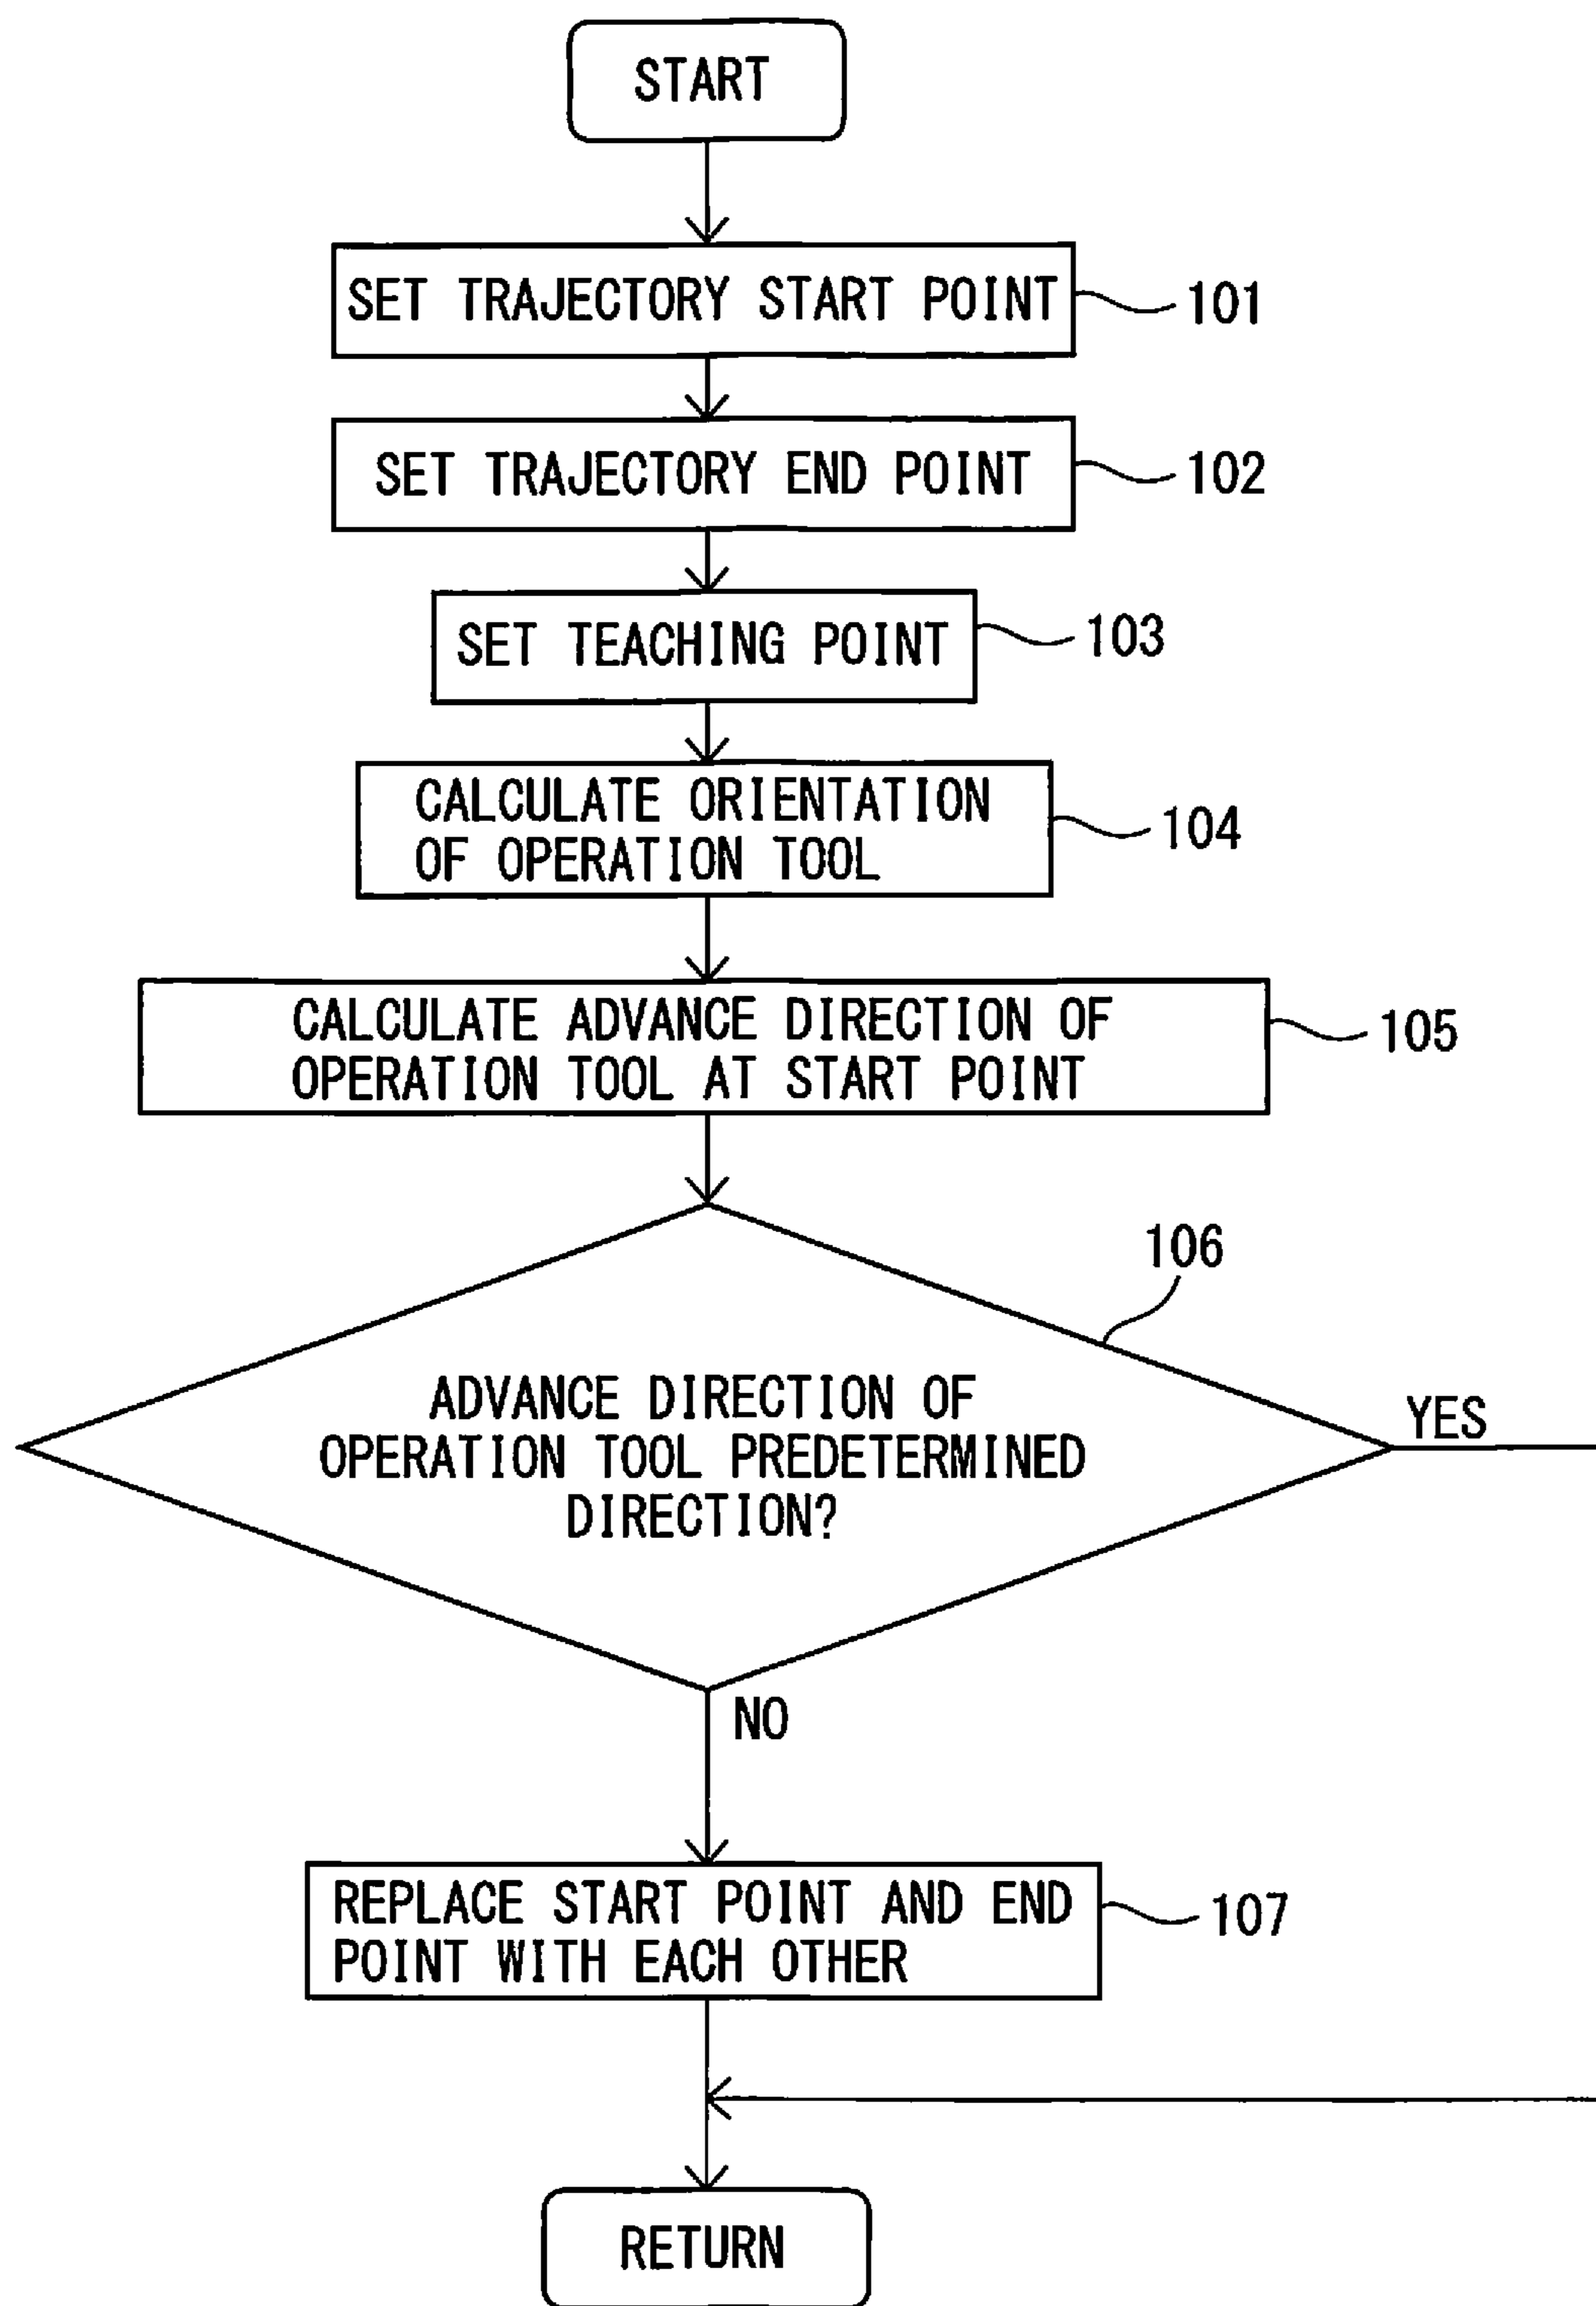 START
SET TRAJECTORY START POINT
101
SET TRAJECTORY END POINT
102
SET TEACHING POINT
103
CALCULATE ORIENTATION
OF OPERATION TOOL
104
CALCULATE ADVANCE DIRECTION OF
OPERATION TOOL AT START POINT
105
106
ADVANCE DIRECTION OF
OPERATION TOOL PREDETERMINED
DIRECTION?
YES
NO
REPLACE START POINT AND END
POINT WITH EACH OTHER
107
RETURN